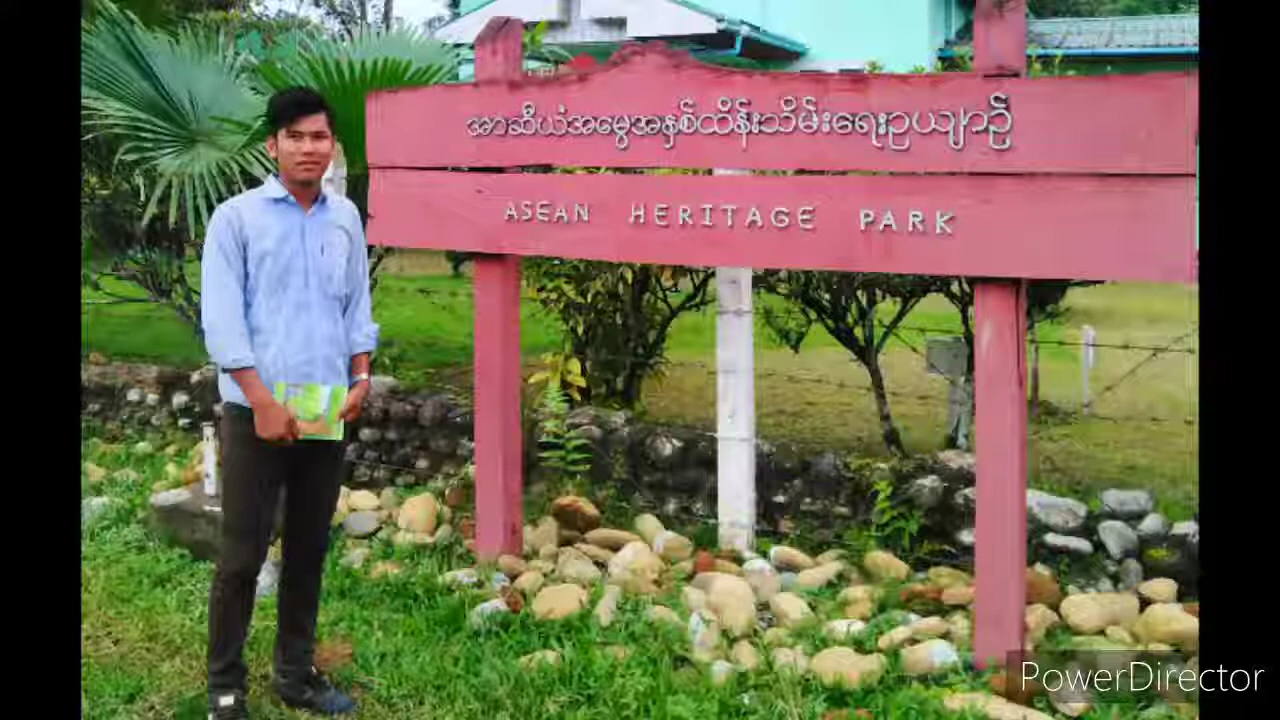 အာဆီယံအမွေအနှစ်ထိန်းသိမ်းရေးဥယျာဉ်
ASEAN HERITAGE PARK
PowerDirector